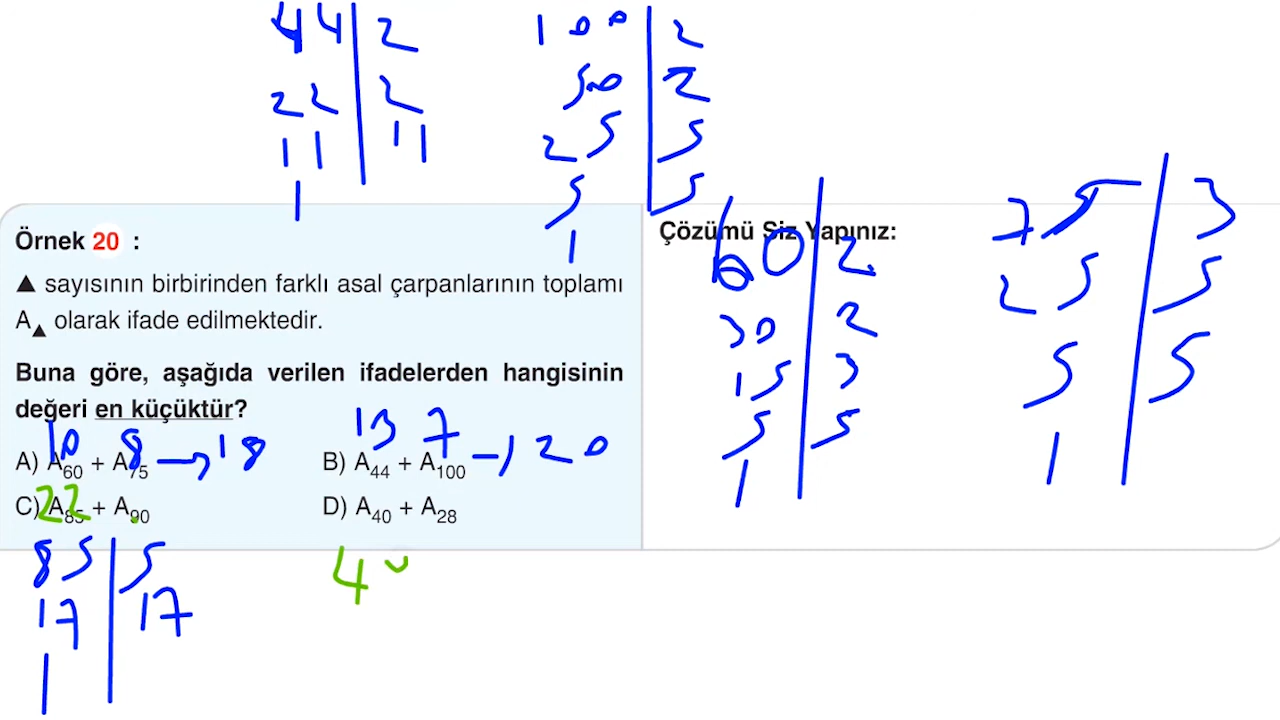 44 2
22 2
11 11
1
100 2
50 2
25 5
5 5
1
Örnek 20 :
▲ sayısının birbirinden farklı asal çarpanlarının toplamı
A▲ olarak ifade edilmektedir.
Buna göre, aşağıda verilen ifadelerden hangisinin
değeri en küçüktür?
10 8
A) A60 + A75 → 18
13 7
B) A44 + A100 → 20
22
C) A85 + A90
D) A40 + A28
85 5
17 17
1
4
Çözümü Siz Yapınız:
60 2
30 2
15 3
5 5
1
75 3
25 5
5 5
1